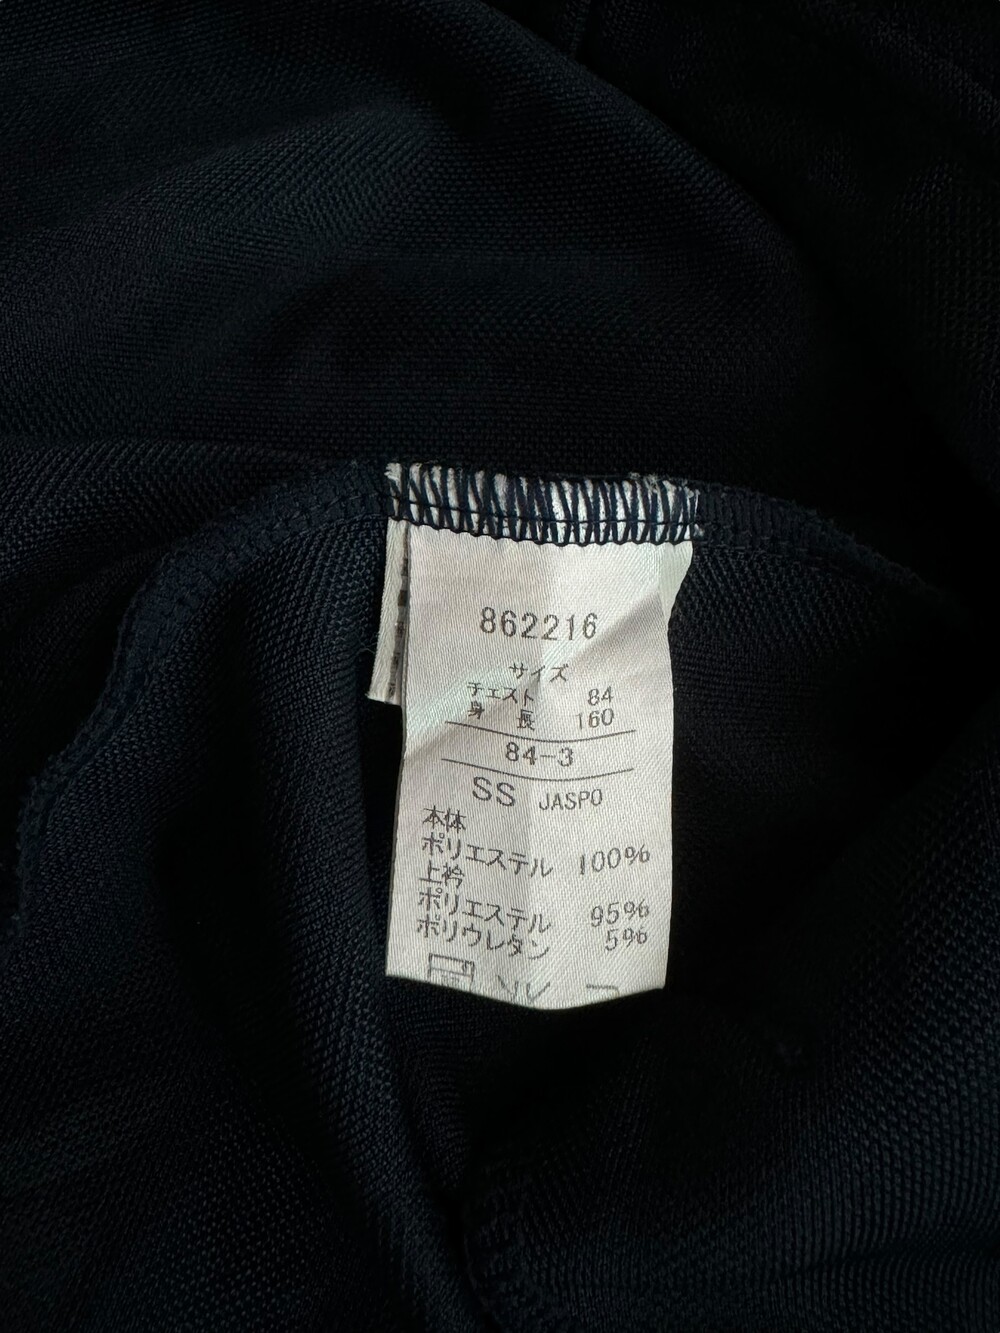 862216
サイズ
チェスト 84
身長 160
84-3
SS JASPO
本体
ポリエステル 100%
上衿
ポリエステル 95%
ポリウレタン 5%